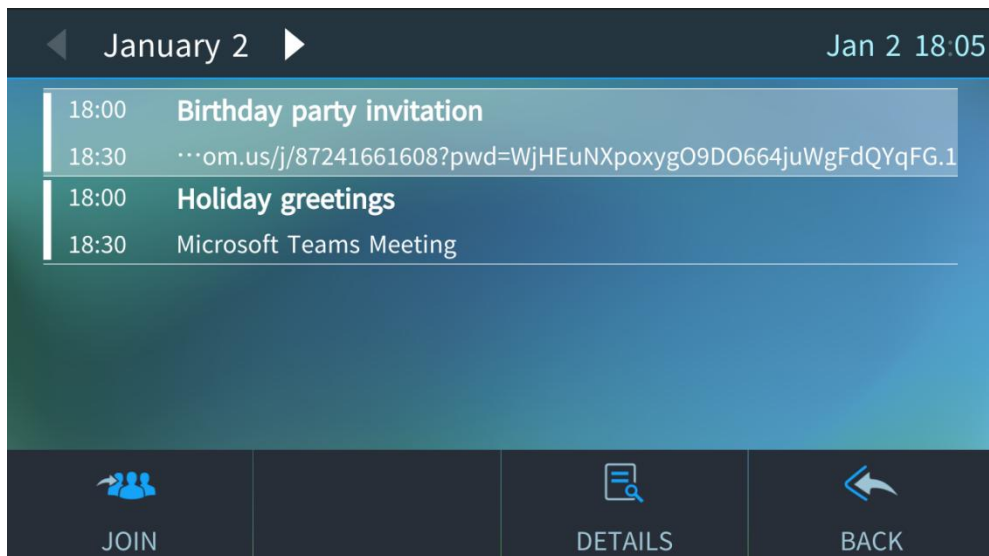 January 2
Jan 2 18:05
18:00 Birthday party invitation
18:30 …om.us/j/87241661608?pwd=WjHEuNXpoxygO9DO664juWgFdQYqFG.1
18:00 Holiday greetings
18:30 Microsoft Teams Meeting
JOIN
DETAILS
BACK